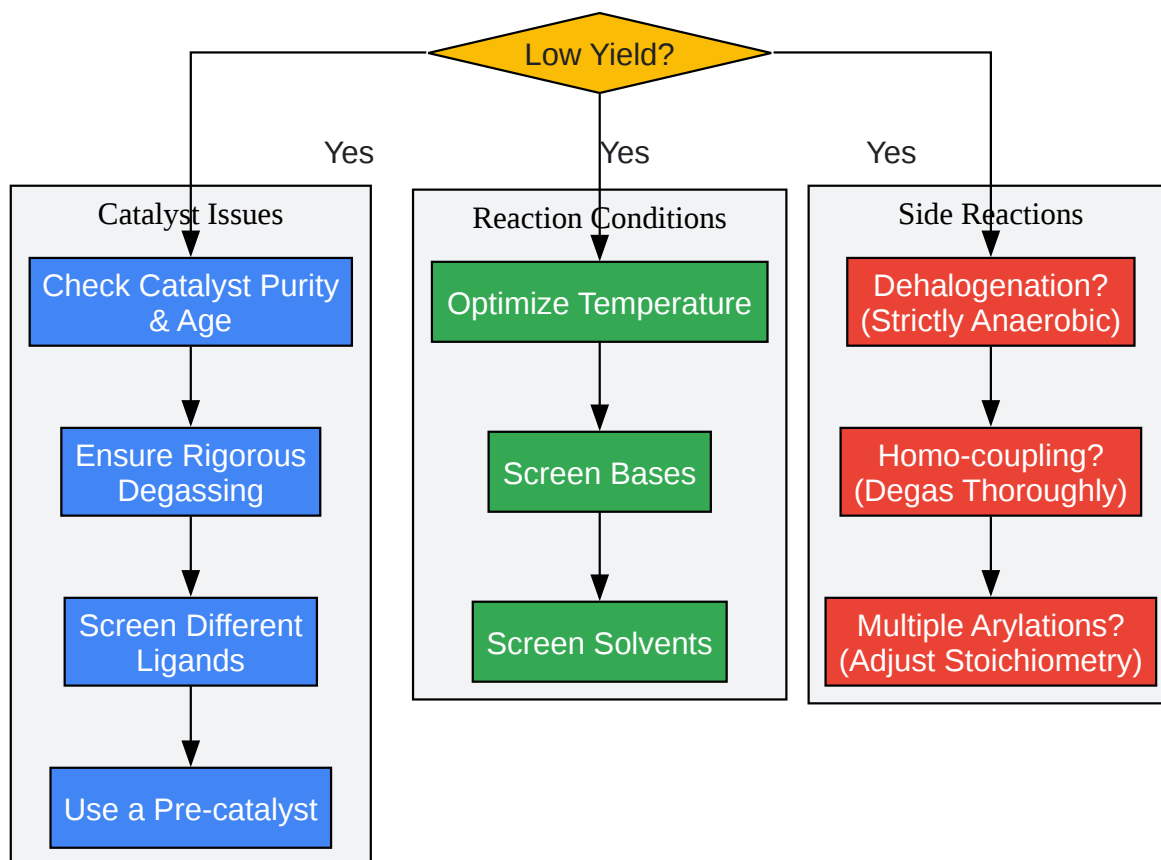 Low Yield?
Yes
Yes
Yes
Catalyst Issues
Check Catalyst Purity
& Age
Ensure Rigorous
Degassing
Screen Different
Ligands
Use a Pre-catalyst
Reaction Conditions
Optimize Temperature
Screen Bases
Screen Solvents
Side Reactions
Dehalogenation?
(Strictly Anaerobic)
Homo-coupling?
(Degas Thoroughly)
Multiple Arylations?
(Adjust Stoichiometry)